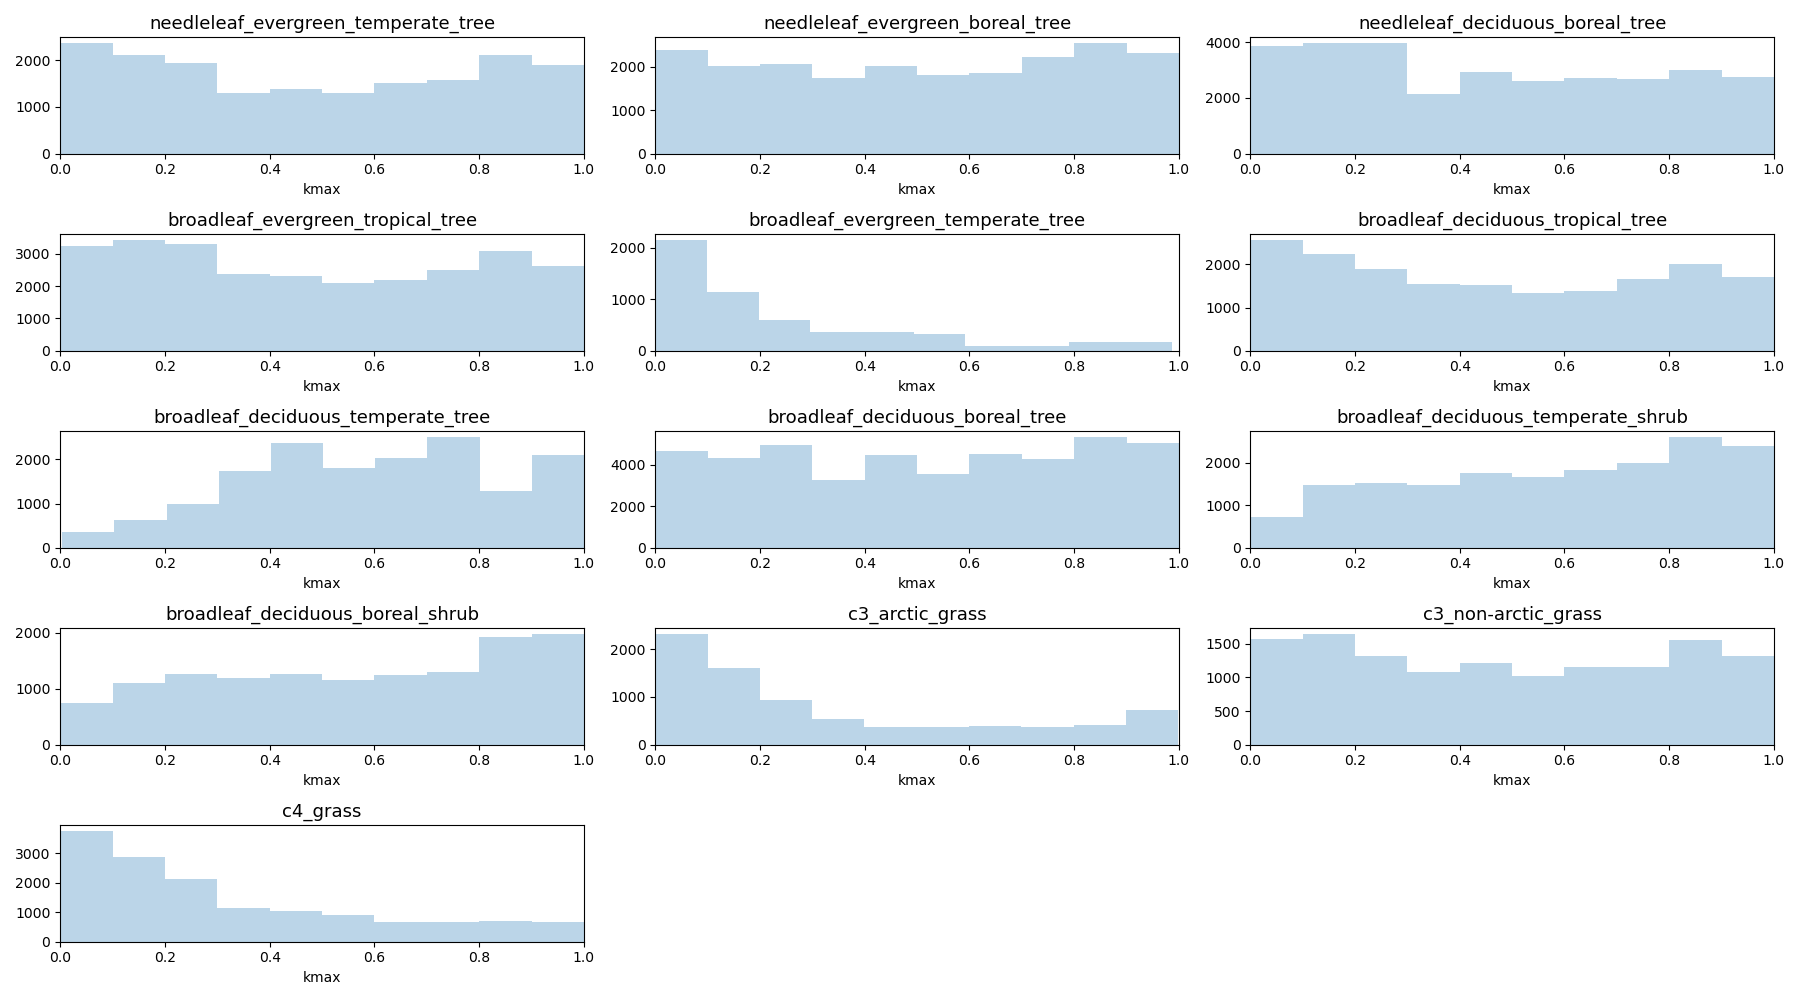 needleleaf_evergreen_temperate_tree
2000
1000
0
0.0 0.2 0.4 0.6 0.8 1.0
kmax
needleleaf_evergreen_boreal_tree
2000
1000
0
0.0 0.2 0.4 0.6 0.8 1.0
kmax
needleleaf_deciduous_boreal_tree
4000
2000
0
0.0 0.2 0.4 0.6 0.8 1.0
kmax
broadleaf_evergreen_tropical_tree
3000
2000
1000
0
0.0 0.2 0.4 0.6 0.8 1.0
kmax
broadleaf_evergreen_temperate_tree
2000
1000
0
0.0 0.2 0.4 0.6 0.8 1.0
kmax
broadleaf_deciduous_tropical_tree
2000
1000
0
0.0 0.2 0.4 0.6 0.8 1.0
kmax
broadleaf_deciduous_temperate_tree
2000
1000
0
0.0 0.2 0.4 0.6 0.8 1.0
kmax
broadleaf_deciduous_boreal_tree
4000
2000
0
0.0 0.2 0.4 0.6 0.8 1.0
kmax
broadleaf_deciduous_temperate_shrub
2000
1000
0
0.0 0.2 0.4 0.6 0.8 1.0
kmax
broadleaf_deciduous_boreal_shrub
2000
1000
0
0.0 0.2 0.4 0.6 0.8 1.0
kmax
c3_arctic_grass
2000
1000
0
0.0 0.2 0.4 0.6 0.8 1.0
kmax
c3_non-arctic_grass
1500
1000
500
0
0.0 0.2 0.4 0.6 0.8 1.0
kmax
c4_grass
3000
2000
1000
0
0.0 0.2 0.4 0.6 0.8 1.0
kmax